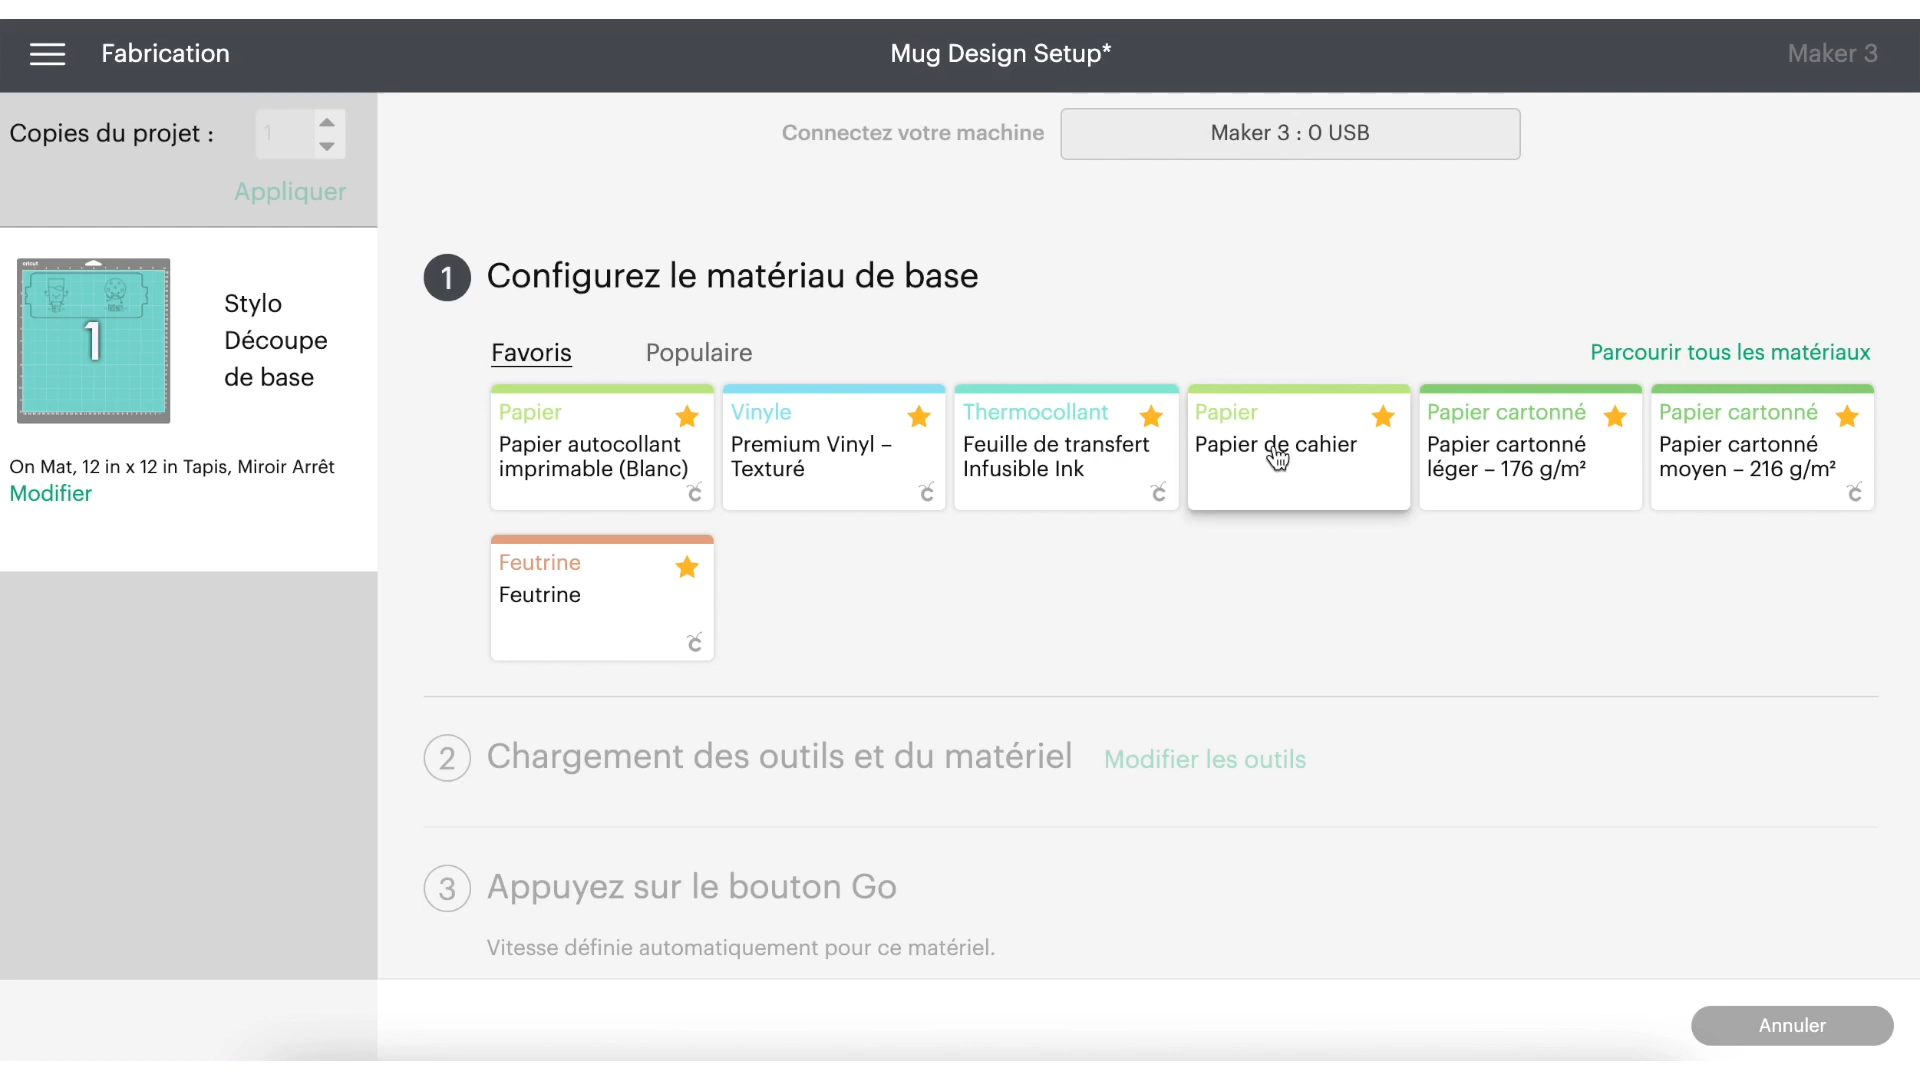 Fabrication
Mug Design Setup*
Maker 3
Copies du projet :
1
Appliquer
Connectez votre machine
Maker 3 : 0 USB
1
Stylo
Découpe
de base
On Mat, 12 in x 12 in Tapis, Miroir Arrêt
Modifier
1
Configurez le matériau de base
Favoris
Populaire
Parcourir tous les matériaux
Papier
Papier autocollant
imprimable (Blanc)
Vinyle
Premium Vinyl –
Texturé
Thermocollant
Feuille de transfert
Infusible Ink
Papier
Papier de cahier
Papier cartonné
Papier cartonné
léger – 176 g/m²
Papier cartonné
Papier cartonné
moyen – 216 g/m²
Feutrine
Feutrine
2
Chargement des outils et du matériel
Modifier les outils
3
Appuyez sur le bouton Go
Vitesse définie automatiquement pour ce matériel.
Annuler